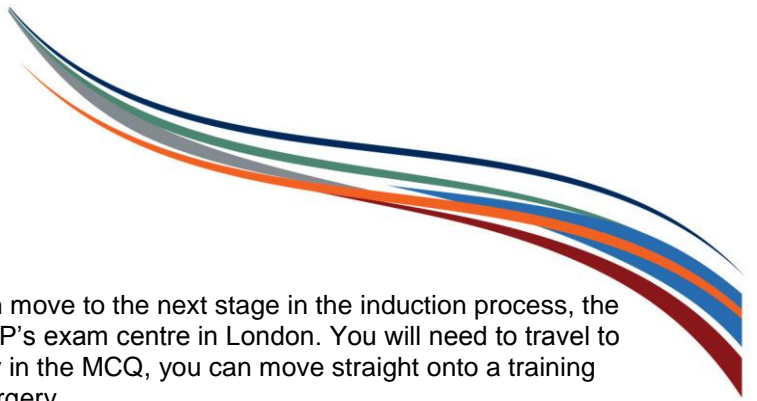 move to the next stage in the induction process, the
P's exam centre in London. You will need to travel to
in the MCQ, you can move straight onto a training